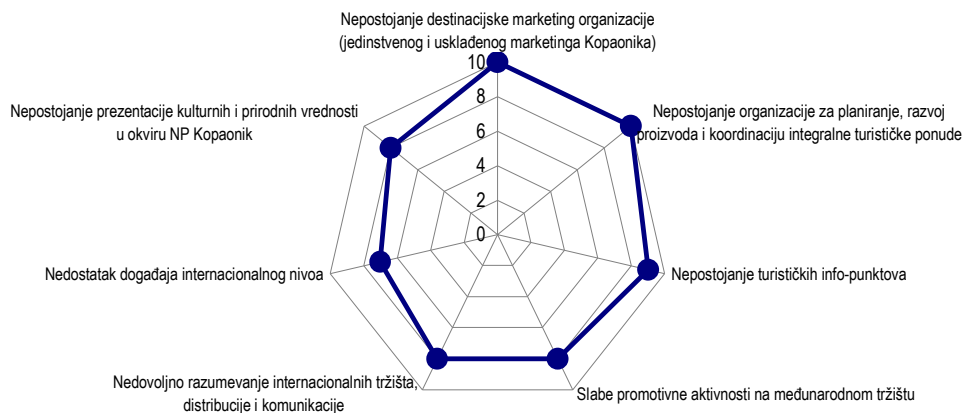 Nepostojanje destinacijske marketing organizacije
(jedinstvenog i usklađenog marketinga Kopaonika)
10
8
6
4
2
0
Nepostojanje organizacije za planiranje, razvoj
proizvoda i koordinaciju integralne turističke ponude
Nepostojanje turističkih info-punktova
Slabe promotivne aktivnosti na međunarodnom tržištu
Nedovoljno razumevanje internacionalnih tržišta,
distribucije i komunikacije
Nedostatak događaja internacionalnog nivoa
Nepostojanje prezentacije kulturnih i prirodnih vrednosti
u okviru NP Kopaonik